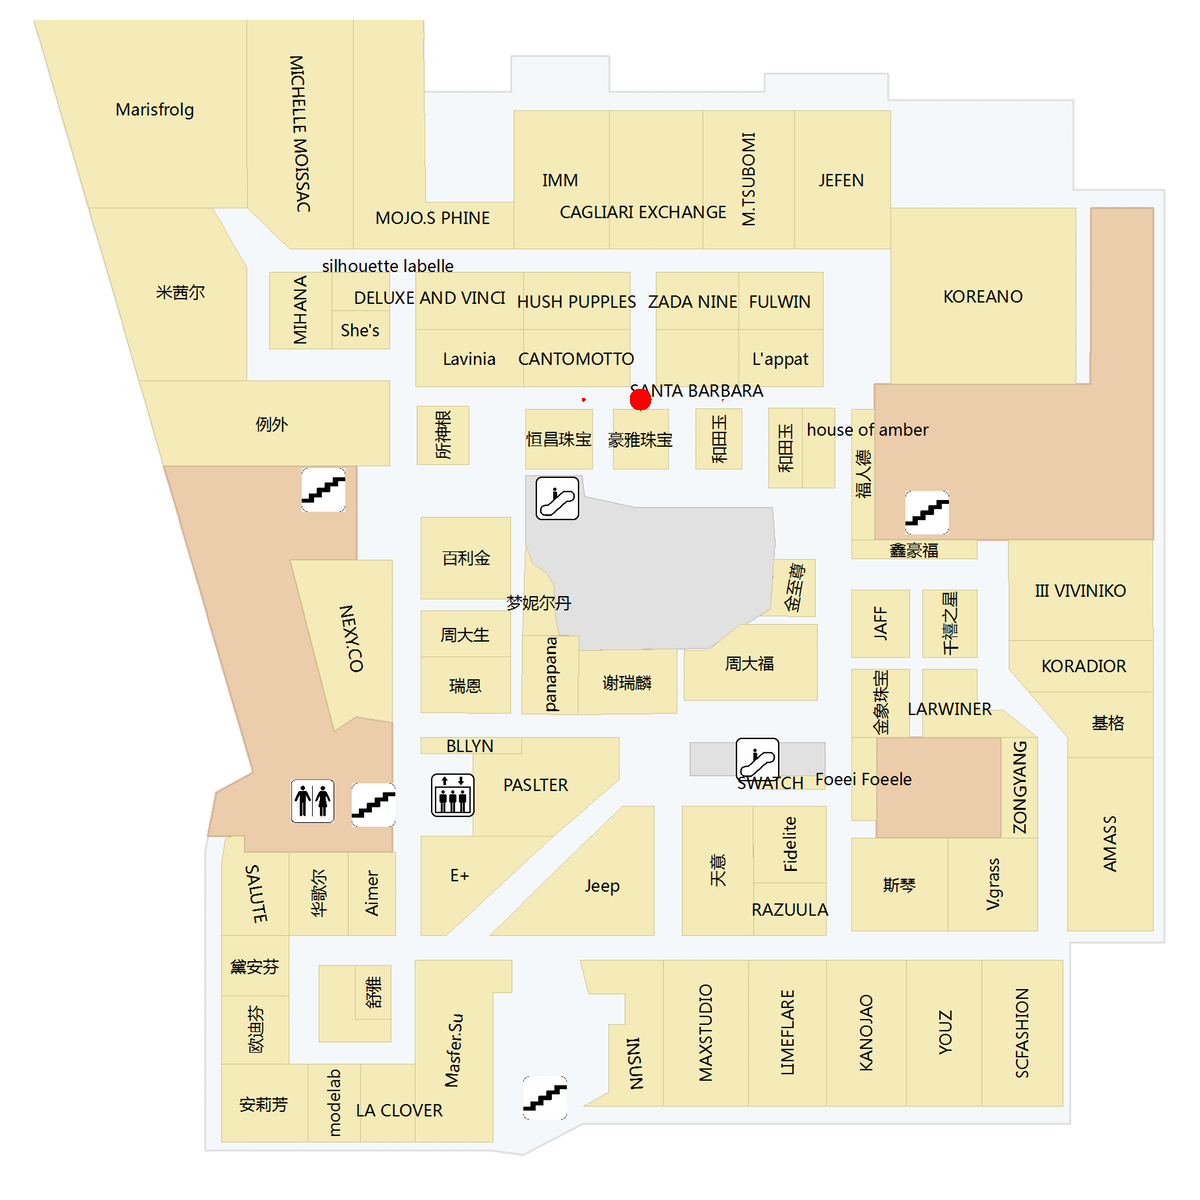 Marisfrolg
MICHELLE MOISSAC
MOJO.S PHINE
IMM
CAGLIARI EXCHANGE
M.TSUBOMI
JEFEN
米茜尔
silhouette labelle
MIHANA
DELUXE AND VINCI
She's
HUSH PUPPLES
ZADA NINE
FULWIN
KOREANO
Lavinia
CANTOMOTTO
L'appat
SANTA BARBARA
例外
所神根
恒昌珠宝
豪雅珠宝
和田玉
和田玉
house of amber
福人德
鑫豪福
百利金
梦妮尔丹
金至尊
III VIVINIKO
JAFF
千禧之星
NEXY.CO
周大生
瑞恩
panapana
谢瑞麟
周大福
KORADIOR
金象珠宝
LARWINER
基格
BLLYN
PASLTER
SWATCH
Foeei Foeele
ZONGYANG
E+
Jeep
天意
Fidelite
RAZUULA
斯琴
V.grass
AMASS
SALUTE
华歌尔
Aimer
黛安芬
舒雅
欧迪芬
安莉芳
modelab
LA CLOVER
Masfer.Su
INSUN
MAXSTUDIO
LIMEFLARE
KANOJAO
YOUZ
SCFASHION